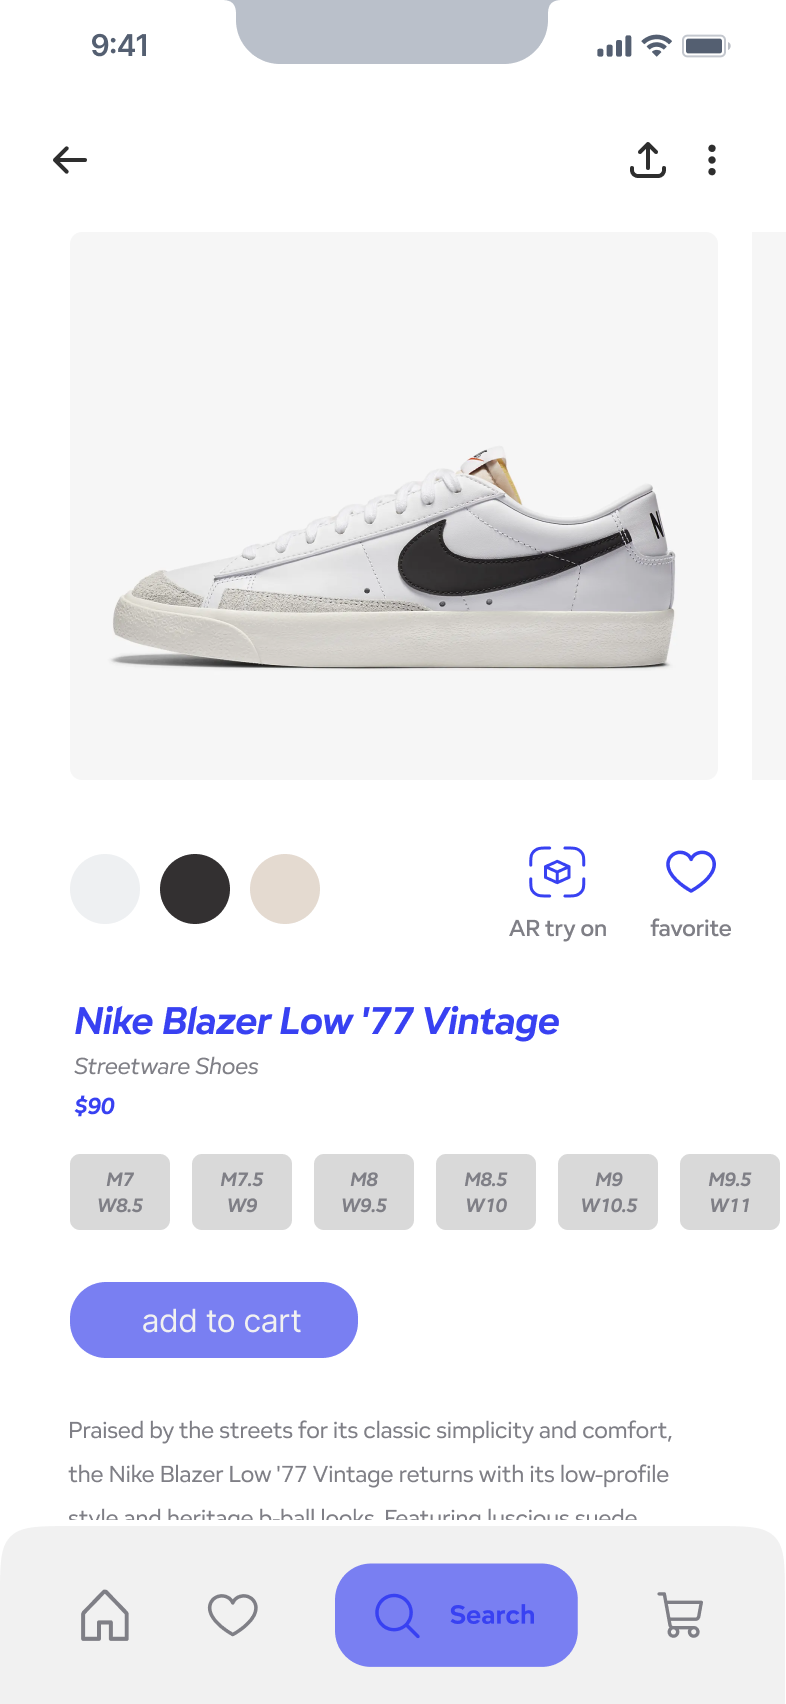 9:41
AR try on
favorite
Nike Blazer Low '77 Vintage
Streetware Shoes
$90
M7
W8.5
M7.5
W9
M8
W9.5
M8.5
W10
M9
W10.5
M9.5
W11
add to cart
Praised by the streets for its classic simplicity and comfort,
the Nike Blazer Low '77 Vintage returns with its low-profile
style and heritage b-ball looks. Featuring luscious suede
Search